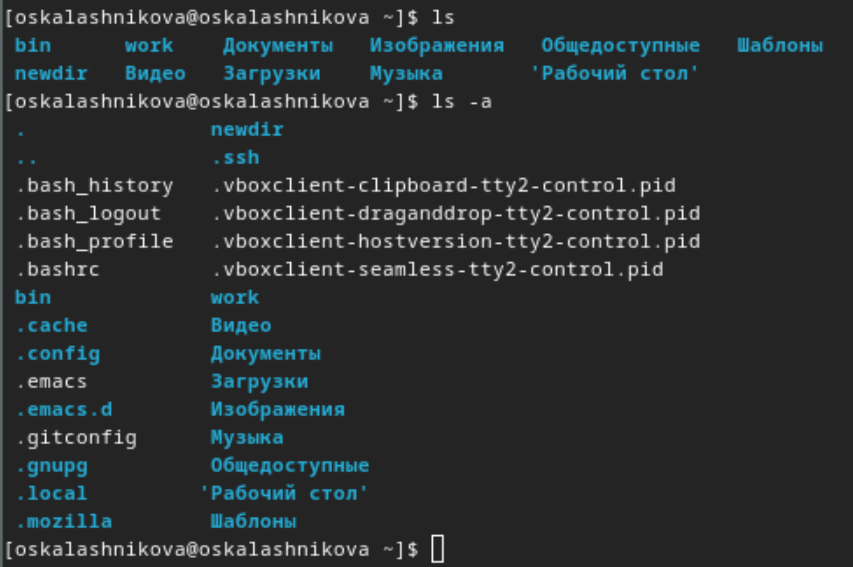 [oskalashnikova@oskalashnikova ~]$ ls
bin work Документы Изображения Общедоступные Шаблоны
newdir Видео Загрузки Музыка 'Рабочий стол'
[oskalashnikova@oskalashnikova ~]$ ls -a
. newdir
.. .ssh
.bash_history .vboxclient-clipboard-tty2-control.pid
.bash_logout .vboxclient-draganddrop-tty2-control.pid
.bash_profile .vboxclient-hostversion-tty2-control.pid
.bashrc .vboxclient-seamless-tty2-control.pid
bin work
.cache Видео
.config Документы
.emacs Загрузки
.emacs.d Изображения
.gitconfig Музыка
.gnupg Общедоступные
.local 'Рабочий стол'
.mozilla Шаблоны
[oskalashnikova@oskalashnikova ~]$